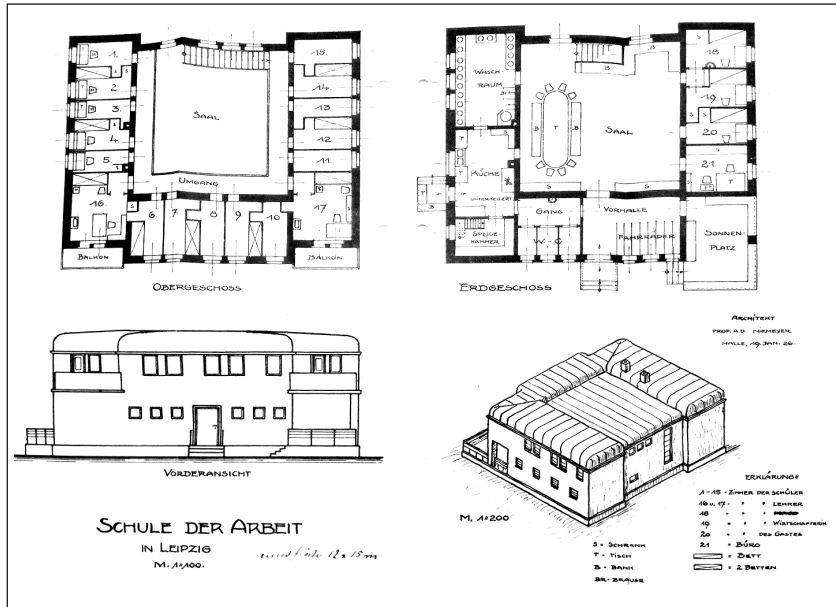 1.
2.
3.
4.
5.
16.
SAAL
UMGANG
15.
14.
13
12
11.
17
6.
7.
8
9
10
BALKON
BALKON
OBERGESCHOSS
WASCH
RAUM
KÜCHE
UNTERKELLERT
SPEISE
KAMMER
SAAL
GANG
W.C
VORHALLE
FAHRRÄDER
18
19
20
21
SONNEN-
PLATZ
ERDGESCHOSS
ARCHITEKT
PROF. A.D. NIEMEYER
HALLE, 19. JAN. 26.
VORDERANSICHT
SCHULE DER ARBEIT
IN LEIPZIG
M. 1:100.
12 x 15 m
M. 1:200
S = SCHRANK
T = TISCH
B = BANK
BR = BRAUSE
ERKLÄRUNG:
1-15 = ZIMMER DER SCHÜLER
16 u. 17 = " " LEHRER
18 " "
19 " " WIRTSCHAFTERIN
20 " " DES GASTES
21 = BÜRO
= BETT
= 2 BETTEN